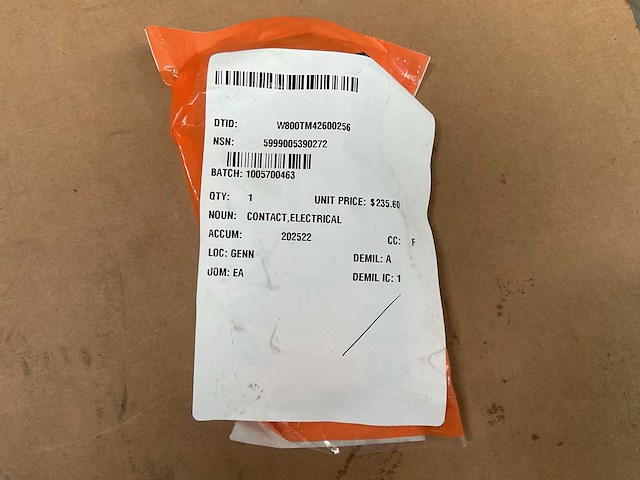 DTID: W800TM42600256
NSN: 5999005390272
BATCH: 1005700463
QTY: 1 UNIT PRICE: $235.60
NOUN: CONTACT,ELECTRICAL
ACCUM: 202522 CC: F
LOC: GENN DEMIL: A
UOM: EA DEMIL IC: 1